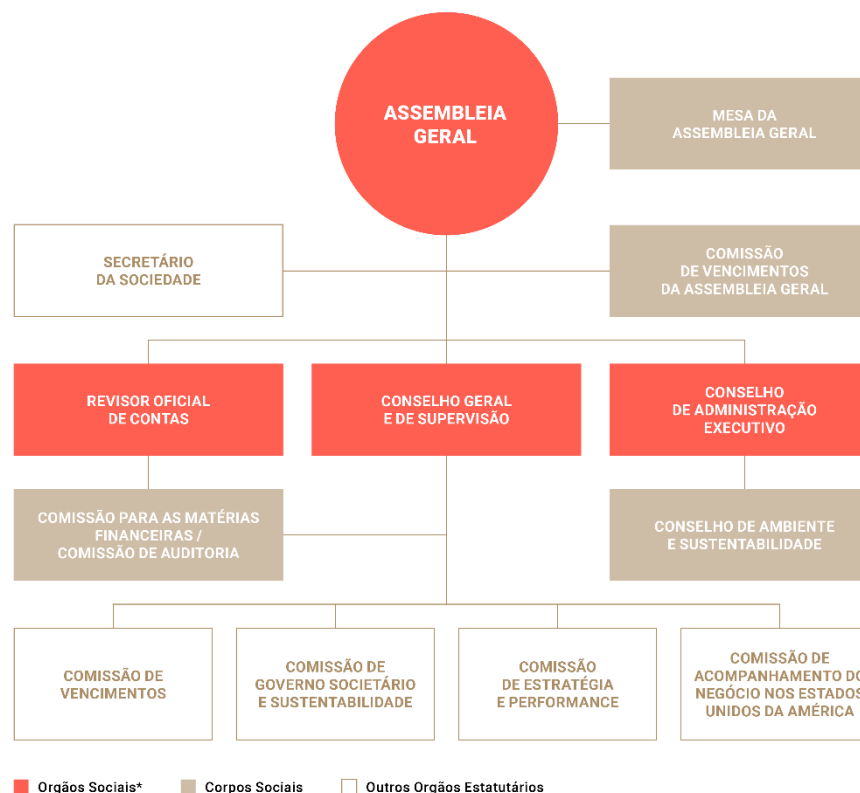 ASSEMBLEIA
GERAL
MESA DA
ASSEMBLEIA GERAL
SECRETÁRIO
DA SOCIEDADE
COMISSÃO
DE VENCIMENTOS
DA ASSEMBLEIA GERAL
REVISOR OFICIAL
DE CONTAS
CONSELHO GERAL
E DE SUPERVISÃO
CONSELHO
DE ADMINISTRAÇÃO
EXECUTIVO
COMISSÃO PARA AS MATÉRIAS
FINANCEIRAS /
COMISSÃO DE AUDITORIA
CONSELHO DE AMBIENTE
E SUSTENTABILIDADE
COMISSÃO DE
VENCIMENTOS
COMISSÃO DE
GOVERNO SOCIETÁRIO
E SUSTENTABILIDADE
COMISSÃO
DE ESTRATÉGIA
E PERFORMANCE
COMISSÃO DE
ACOMPANHAMENTO DO
NEGÓCIO NOS ESTADOS
UNIDOS DA AMÉRICA
Orgãos Sociais*
Corpos Sociais
Outros Orgãos Estatutários